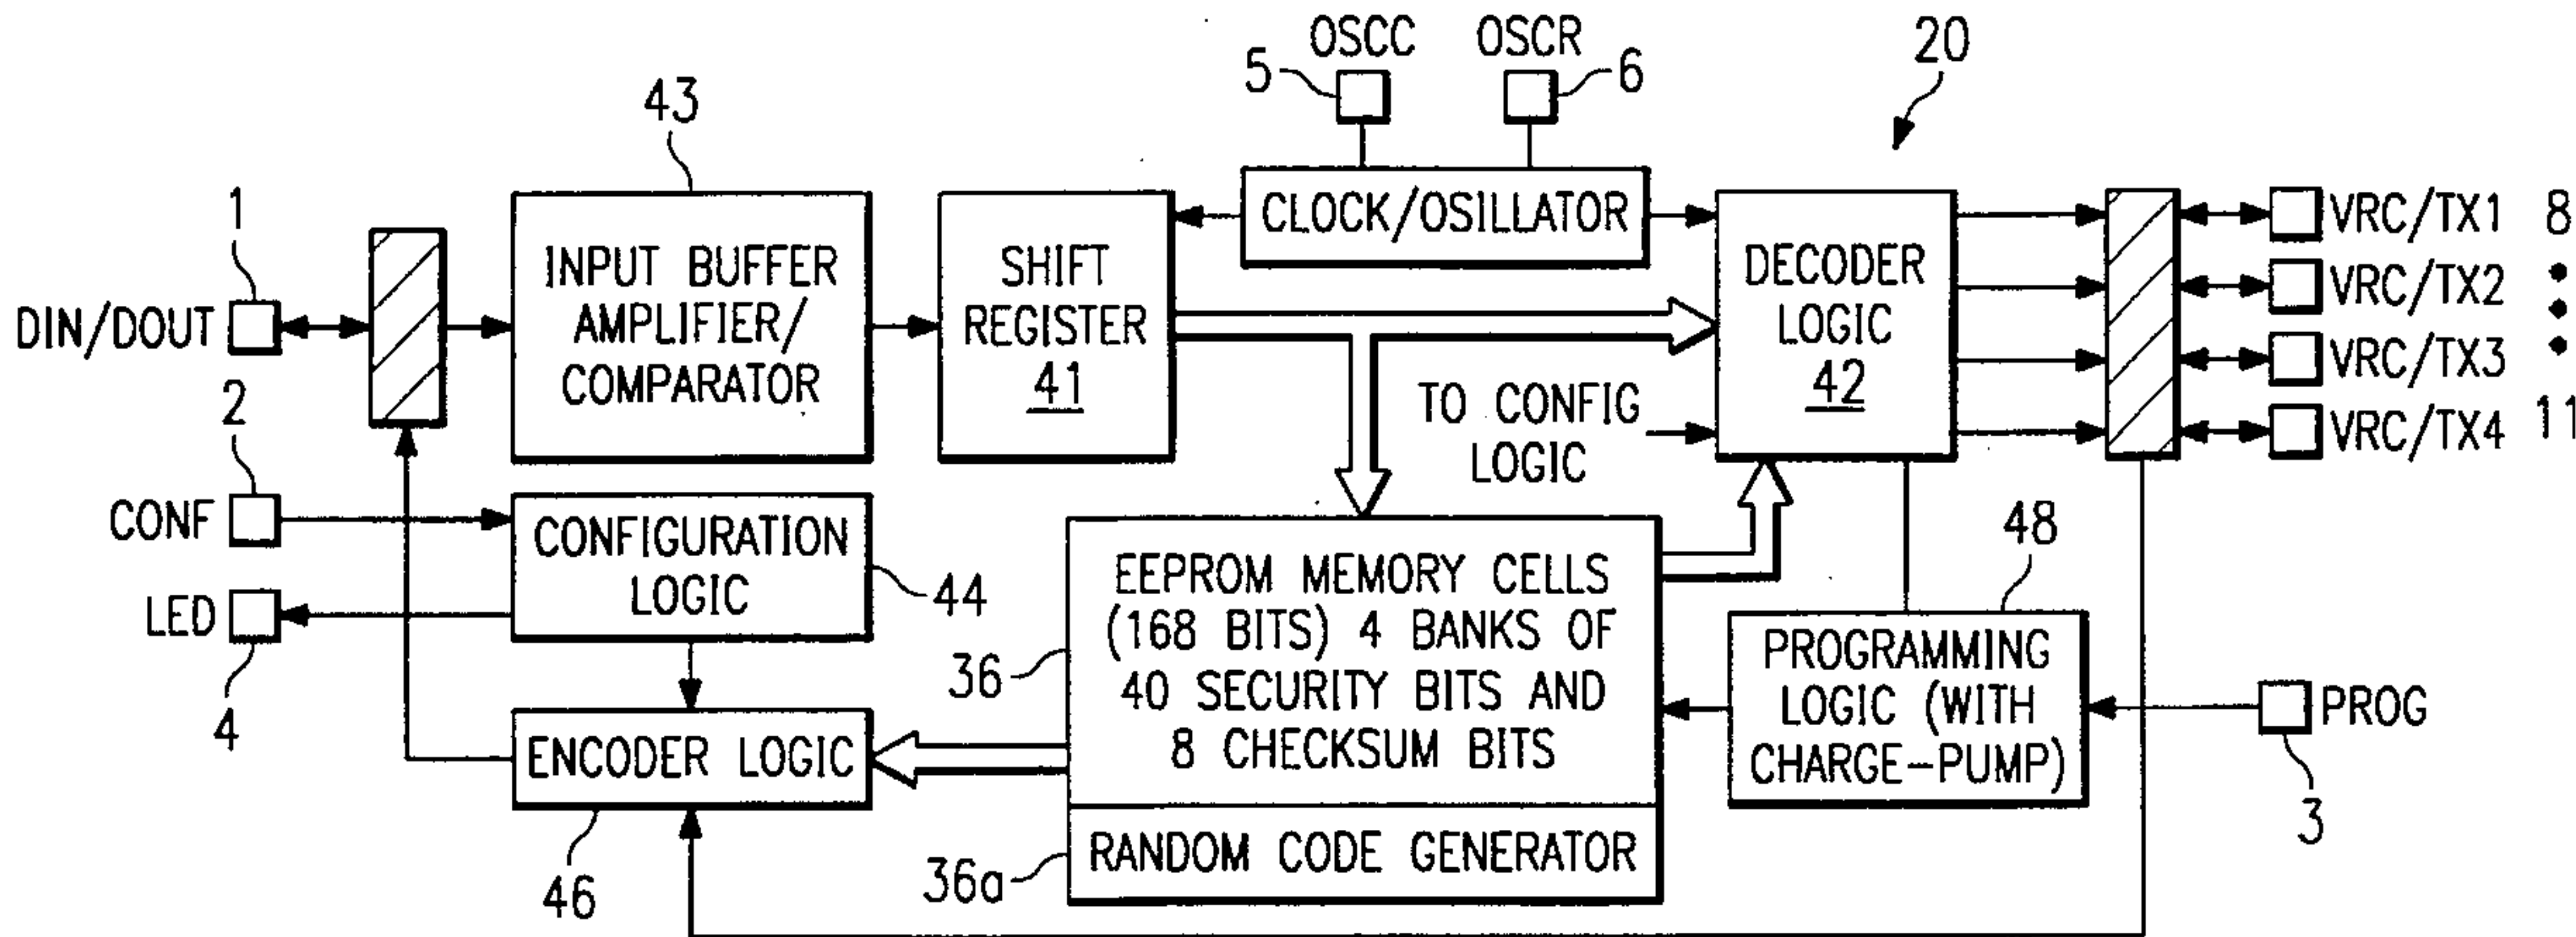 OSCC OSCR
5 6
20
43
1
DIN/DOUT
INPUT BUFFER
AMPLIFIER/
COMPARATOR
SHIFT
REGISTER
41
CLOCK/OSILLATOR
DECODER
LOGIC
42
VRC/TX1 8
VRC/TX2
VRC/TX3
VRC/TX4 11
TO CONFIG
LOGIC
2
CONF
LED
4
CONFIGURATION
LOGIC
44
ENCODER LOGIC
46
EEPROM MEMORY CELLS
(168 BITS) 4 BANKS OF
40 SECURITY BITS AND
8 CHECKSUM BITS
36
RANDOM CODE GENERATOR
36a
48
PROGRAMMING
LOGIC (WITH
CHARGE-PUMP)
PROG
3